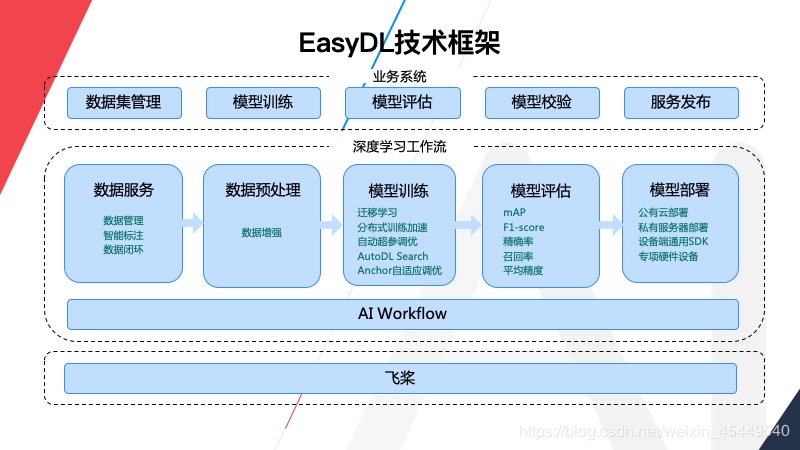 EasyDL技术框架
业务系统
数据集管理
模型训练
模型评估
模型校验
服务发布
深度学习工作流
数据服务
数据管理
智能标注
数据闭环
数据预处理
数据增强
模型训练
迁移学习
分布式训练加速
自动超参调优
AutoDL Search
Anchor自适应调优
模型评估
mAP
F1-score
精确率
召回率
平均精度
模型部署
公有云部署
私有服务器部署
设备端通用SDK
专项硬件设备
AI Workflow
飞桨
https://blog.csdn.net/weixin_45449540